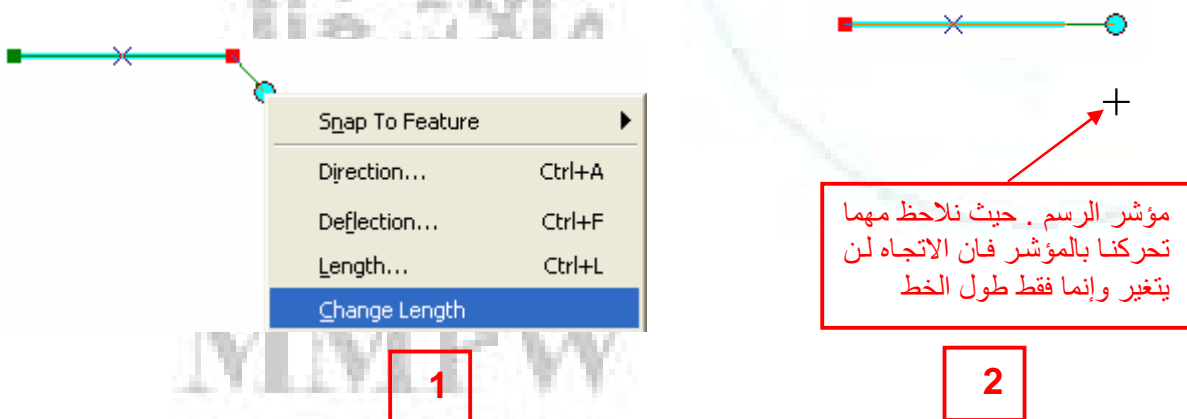 Snap To Feature
Direction... Ctrl+A
Deflection... Ctrl+F
Length... Ctrl+L
Change Length
1
مؤشر الرسم . حيث نلاحظ مهما
تحركنا بالمؤشر فان الاتجاه لن
يتغير وإنما فقط طول الخط
2
MMPW